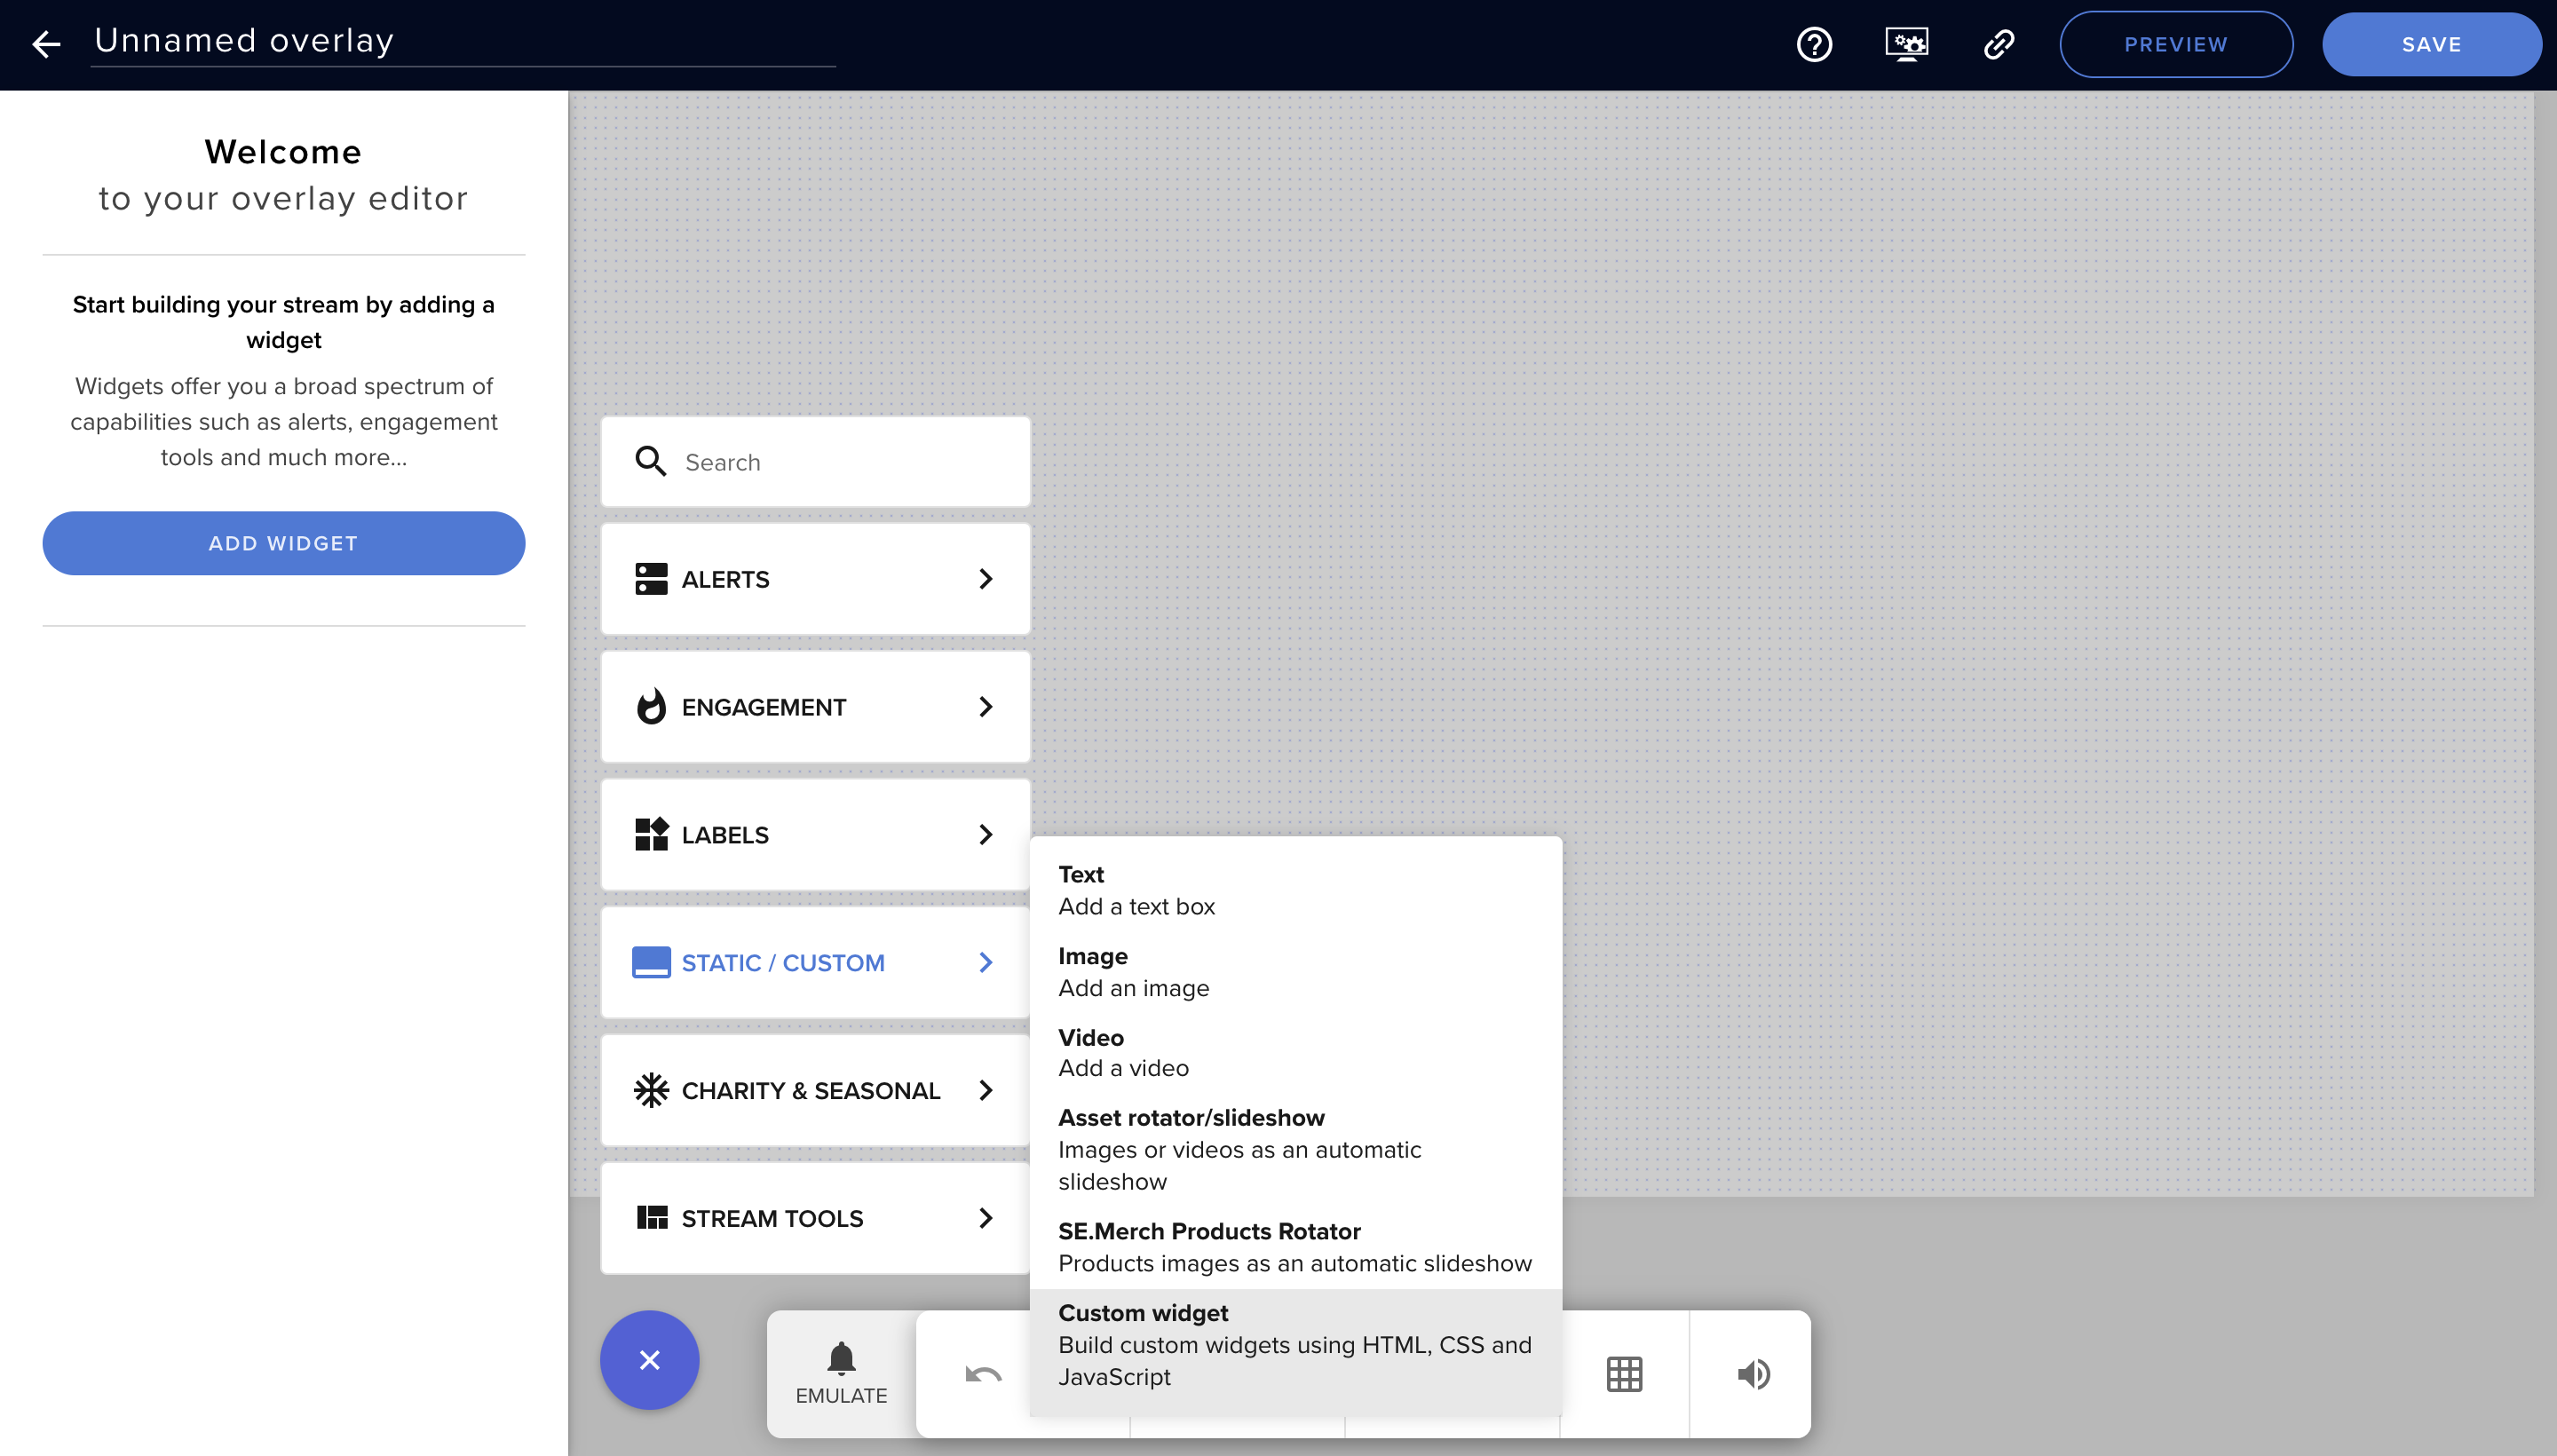 Unnamed overlay
PREVIEW
SAVE
Welcome
to your overlay editor
Start building your stream by adding a
widget
Widgets offer you a broad spectrum of
capabilities such as alerts, engagement
tools and much more...
ADD WIDGET
Search
ALERTS
ENGAGEMENT
LABELS
STATIC / CUSTOM
CHARITY & SEASONAL
STREAM TOOLS
Text
Add a text box
Image
Add an image
Video
Add a video
Asset rotator/slideshow
Images or videos as an automatic
slideshow
SE.Merch Products Rotator
Products images as an automatic slideshow
Custom widget
Build custom widgets using HTML, CSS and
JavaScript
EMULATE